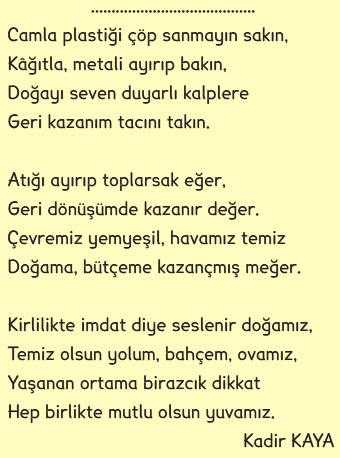 ........................................
Camla plastiği çöp sanmayın sakın,
Kâğıtla, metali ayırıp bakın,
Doğayı seven duyarlı kalplere
Geri kazanım tacını takın.
Atığı ayırıp toplarsak eğer,
Geri dönüşümde kazanır değer.
Çevremiz yemyeşil, havamız temiz
Doğama, bütçeme kazançmış meğer.
Kirlilikte imdat diye seslenir doğamız,
Temiz olsun yolum, bahçem, ovamız,
Yaşanan ortama birazcık dikkat
Hep birlikte mutlu olsun yuvamız.
Kadir KAYA